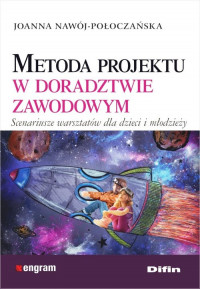 JOANNA NAWÓJ-POŁOCZAŃSKA
METODA PROJEKTU
W DORADZTWIE
ZAWODOWYM
Scenariusze warsztatów dla dzieci i młodzieży
engram
Difin